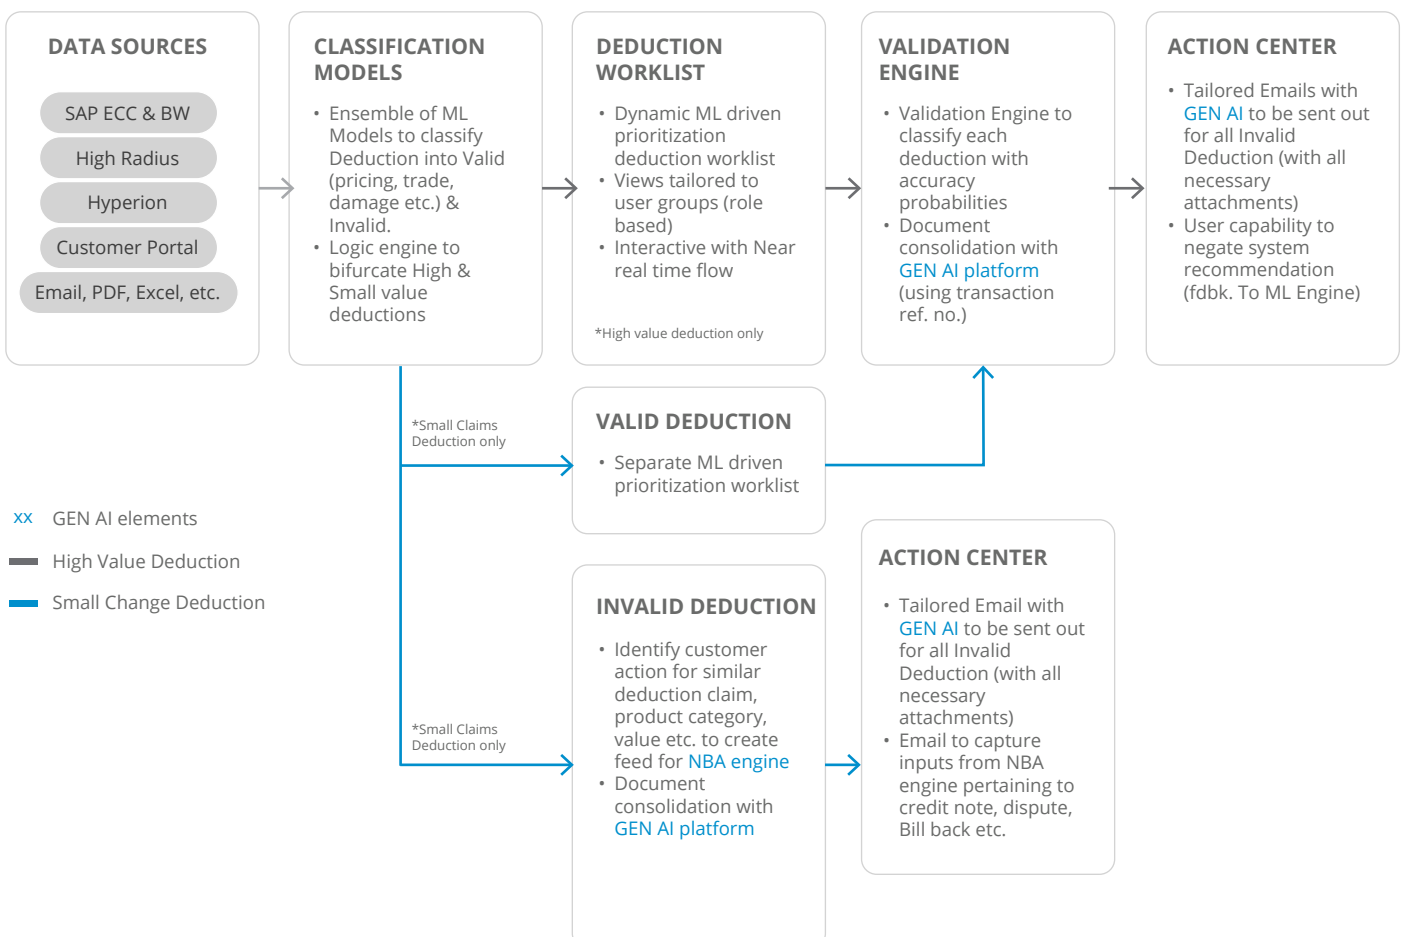 DATA SOURCES
SAP ECC & BW
High Radius
Hyperion
Customer Portal
Email, PDF, Excel, etc.
CLASSIFICATION
MODELS
• Ensemble of ML
Models to classify
Deduction into Valid
(pricing, trade,
damage etc.) &
Invalid.
• Logic engine to
bifurcate High &
Small value
deductions
DEDUCTION
WORKLIST
• Dynamic ML driven
prioritization
deduction worklist
• Views tailored to
user groups (role
based)
• Interactive with Near
real time flow
*High value deduction only
VALIDATION
ENGINE
• Validation Engine to
classify each
deduction with
accuracy
probabilities
• Document
consolidation with
GEN AI platform
(using transaction
ref. no.)
ACTION CENTER
• Tailored Emails with
GEN AI to be sent out
for all Invalid
Deduction (with all
necessary
attachments)
• User capability to
negate system
recommendation
(fdbk. To ML Engine)
*Small Claims
Deduction only
VALID DEDUCTION
• Separate ML driven
prioritization worklist
xx GEN AI elements
High Value Deduction
Small Change Deduction
*Small Claims
Deduction only
INVALID DEDUCTION
• Identify customer
action for similar
deduction claim,
product category,
value etc. to create
feed for NBA engine
• Document
consolidation with
GEN AI platform
ACTION CENTER
• Tailored Email with
GEN AI to be sent out
for all Invalid
Deduction (with all
necessary
attachments)
• Email to capture
inputs from NBA
engine pertaining to
credit note, dispute,
Bill back etc.